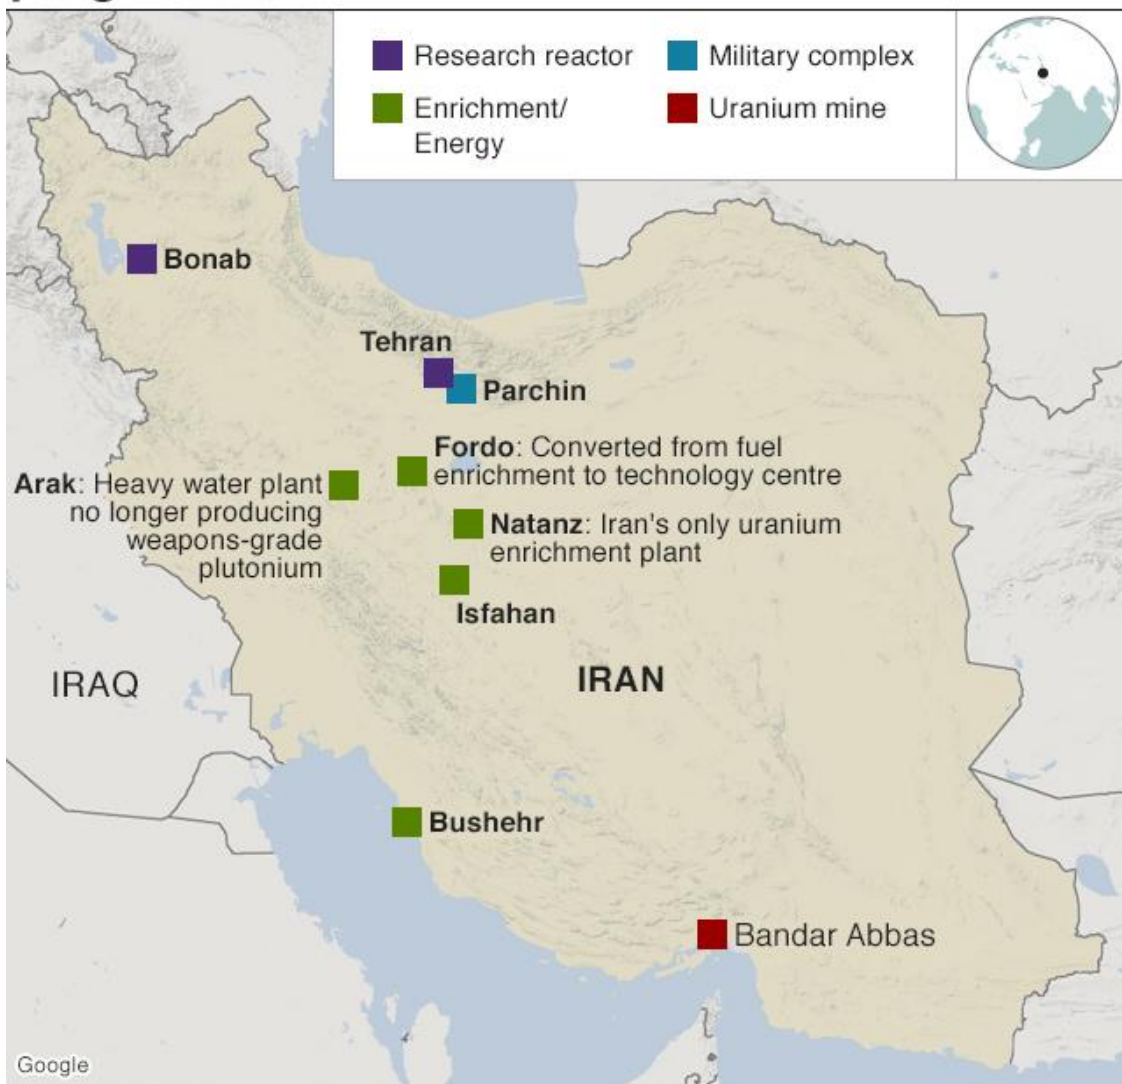 Research reactor
Military complex
Enrichment/
Energy
Uranium mine
Bonab
Tehran
Parchin
Fordo: Converted from fuel
enrichment to technology centre
Arak: Heavy water plant
no longer producing
weapons-grade
plutonium
Natanz: Iran's only uranium
enrichment plant
Isfahan
IRAN
IRAQ
Bushehr
Bandar Abbas
Google